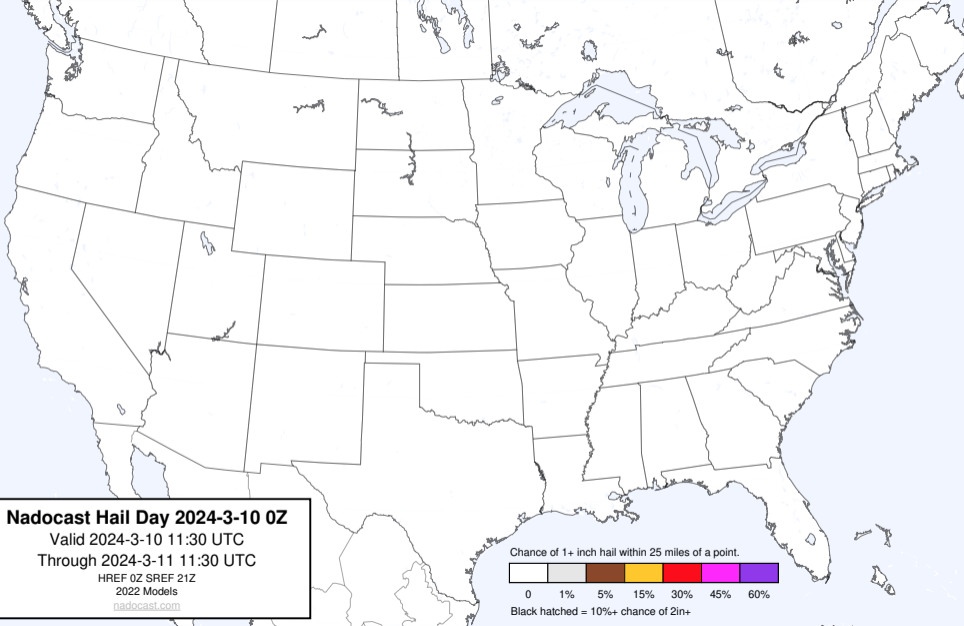 Nadocast Hail Day 2024-3-10 0Z
Valid 2024-3-10 11:30 UTC
Through 2024-3-11 11:30 UTC
HREF 0Z SREF 21Z
2022 Models
nadocast.com
Chance of 1+ inch hail within 25 miles of a point.
0 1% 5% 15% 30% 45% 60%
Black hatched = 10%+ chance of 2in+